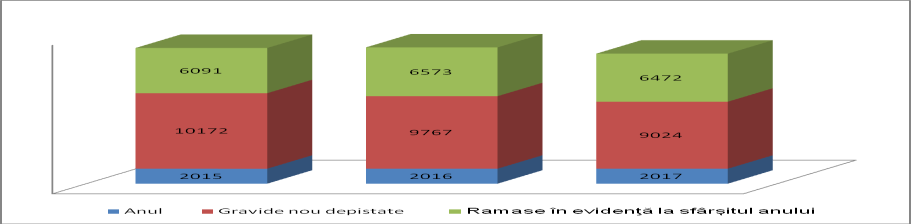 6091 6573 6472
10172 9767 9024
2015 2016 2017
Anul Gravide nou depistate Ramase în evidenţă la sfârşitul anului